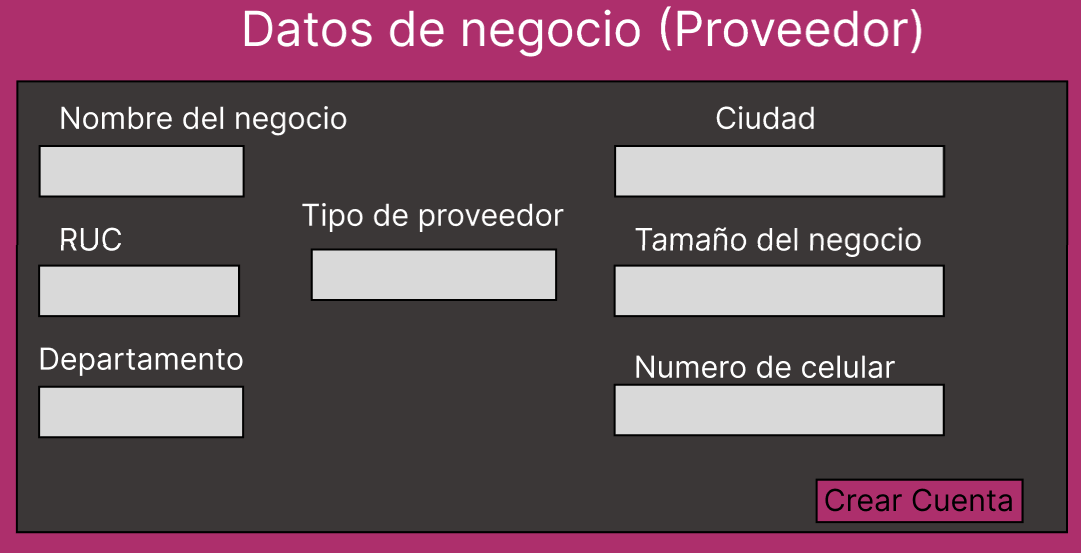 Datos de negocio (Proveedor)
Nombre del negocio
Ciudad
Tipo de proveedor
RUC
Tamaño del negocio
Departamento
Numero de celular
Crear Cuenta